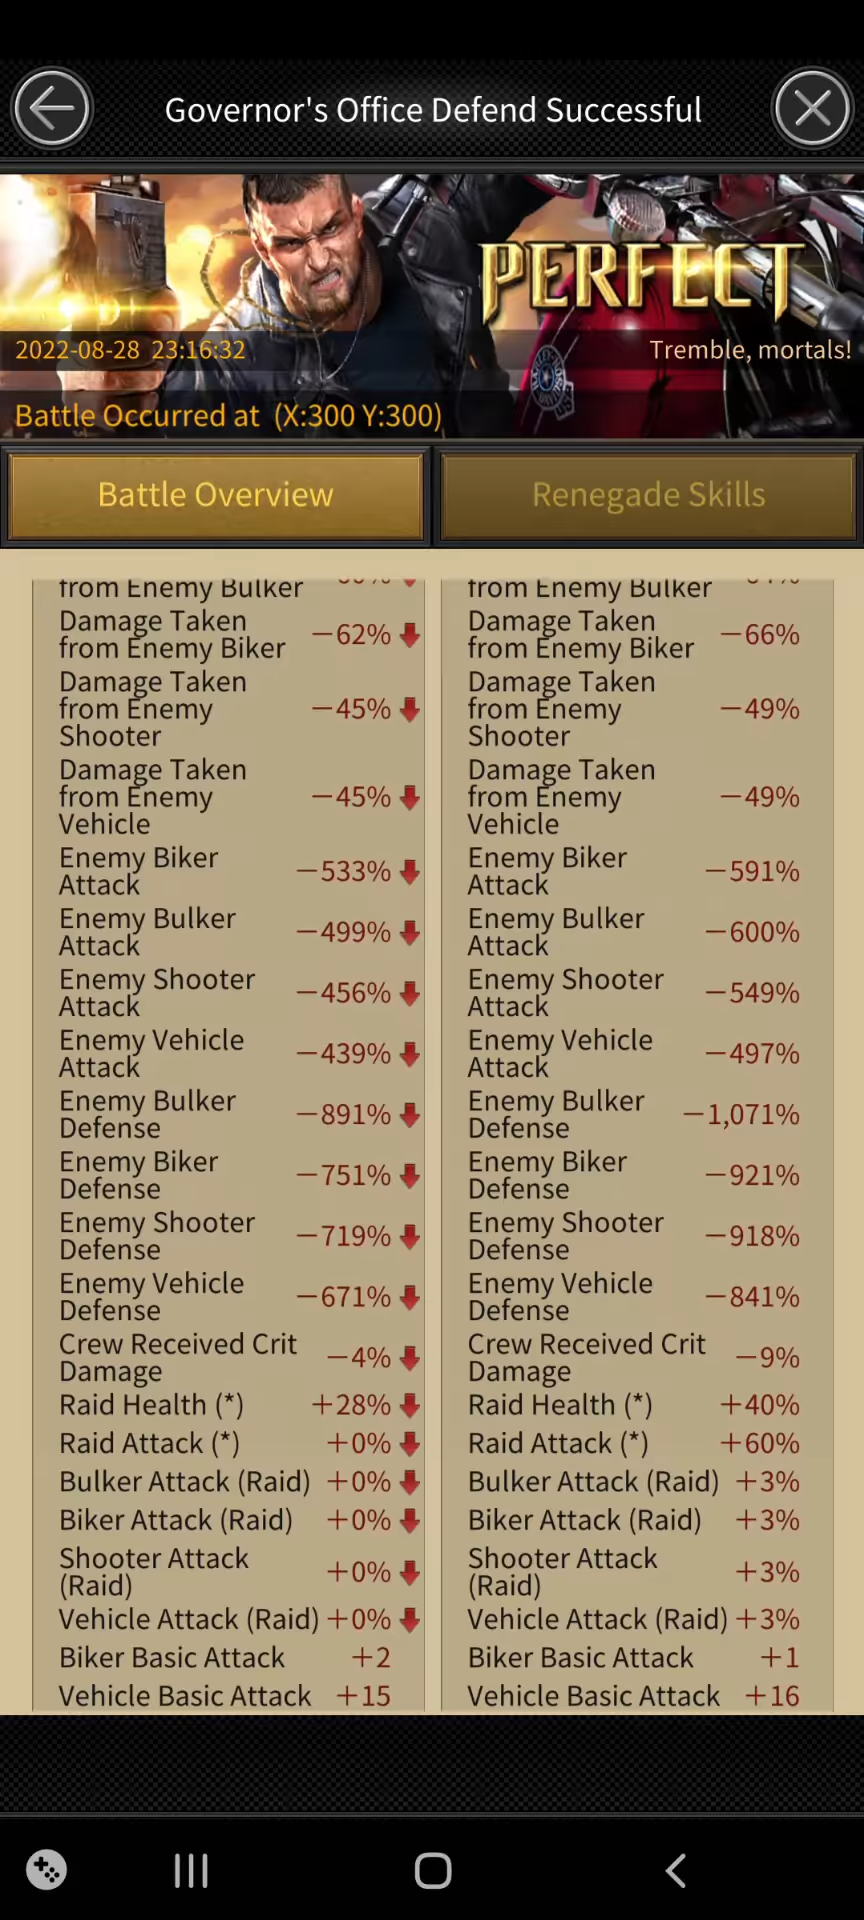 Governor's Office Defend Successful
PERFECT
2022-08-28 23:16:32
Tremble, mortals!
Battle Occurred at (X:300 Y:300)
Battle Overview
Renegade Skills
from Enemy Bulker
from Enemy Bulker
Damage Taken
from Enemy Biker
−62%
Damage Taken
from Enemy Biker
−66%
Damage Taken
from Enemy
Shooter
−45%
Damage Taken
from Enemy
Shooter
−49%
Damage Taken
from Enemy
Vehicle
−45%
Damage Taken
from Enemy
Vehicle
−49%
Enemy Biker
Attack
−533%
Enemy Biker
Attack
−591%
Enemy Bulker
Attack
−499%
Enemy Bulker
Attack
−600%
Enemy Shooter
Attack
−456%
Enemy Shooter
Attack
−549%
Enemy Vehicle
Attack
−439%
Enemy Vehicle
Attack
−497%
Enemy Bulker
Defense
−891%
Enemy Bulker
Defense
−1,071%
Enemy Biker
Defense
−751%
Enemy Biker
Defense
−921%
Enemy Shooter
Defense
−719%
Enemy Shooter
Defense
−918%
Enemy Vehicle
Defense
−671%
Enemy Vehicle
Defense
−841%
Crew Received Crit
Damage
−4%
Crew Received Crit
Damage
−9%
Raid Health (*) +28%
Raid Health (*) +40%
Raid Attack (*) +0%
Raid Attack (*) +60%
Bulker Attack (Raid) +0%
Bulker Attack (Raid) +3%
Biker Attack (Raid) +0%
Biker Attack (Raid) +3%
Shooter Attack
(Raid)
+0%
Shooter Attack
(Raid)
+3%
Vehicle Attack (Raid) +0%
Vehicle Attack (Raid) +3%
Biker Basic Attack +2
Biker Basic Attack +1
Vehicle Basic Attack +15
Vehicle Basic Attack +16